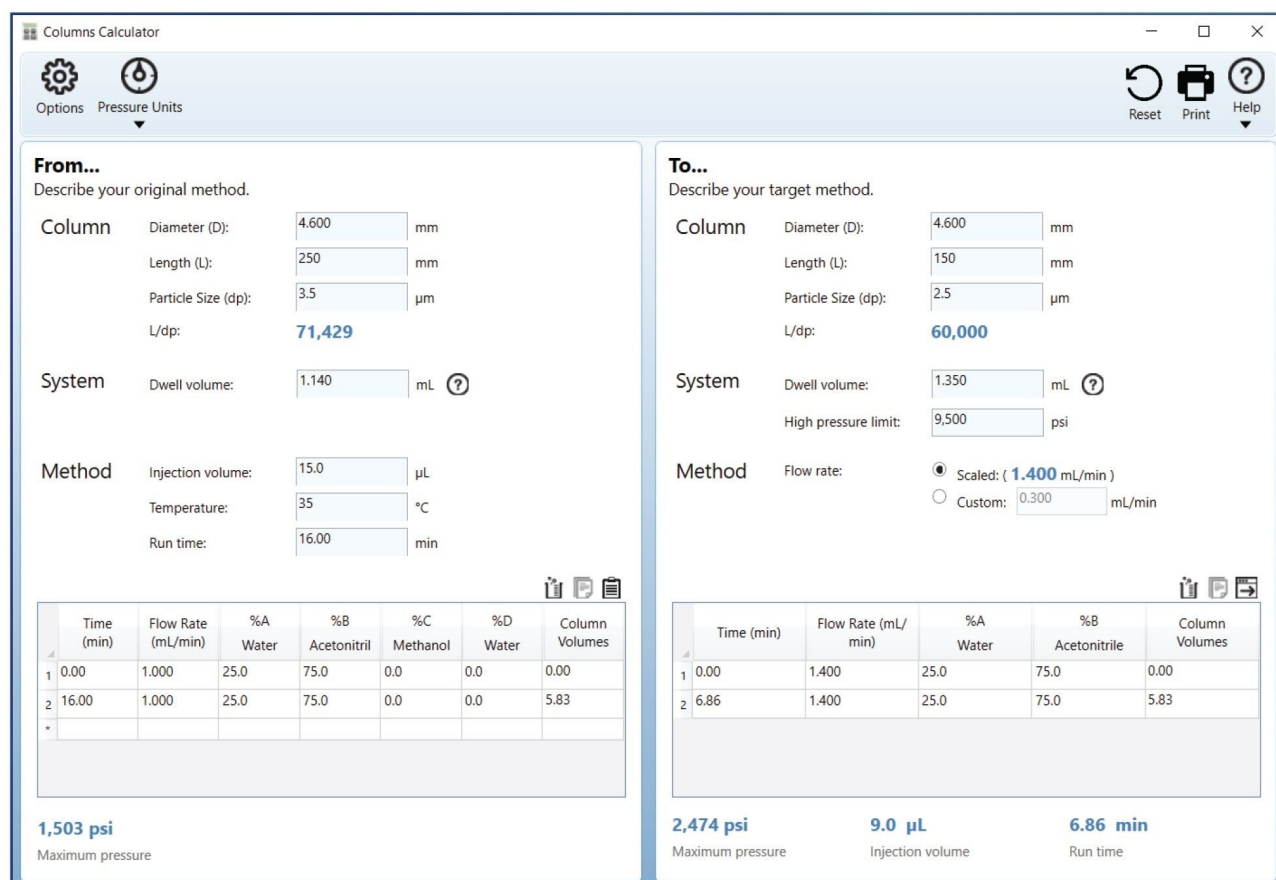 Columns Calculator
Options
Pressure Units
Reset
Print
Help
From...
Describe your original method.
Column
Diameter (D): 4.600 mm
Length (L): 250 mm
Particle Size (dp): 3.5 µm
L/dp: 71,429
System
Dwell volume: 1.140 mL ?
Method
Injection volume: 15.0 µL
Temperature: 35 °C
Run time: 16.00 min
Time (min) Flow Rate (mL/min) %A Water %B Acetonitril %C Methanol %D Water Column Volumes
1 0.00 1.000 25.0 75.0 0.0 0.0 0.00
2 16.00 1.000 25.0 75.0 0.0 0.0 5.83
*
1,503 psi
Maximum pressure
To...
Describe your target method.
Column
Diameter (D): 4.600 mm
Length (L): 150 mm
Particle Size (dp): 2.5 µm
L/dp: 60,000
System
Dwell volume: 1.350 mL ?
High pressure limit: 9,500 psi
Method
Flow rate: Scaled: ( 1.400 mL/min )
Custom: 0.300 mL/min
Time (min) Flow Rate (mL/min) %A Water %B Acetonitrile Column Volumes
1 0.00 1.400 25.0 75.0 0.00
2 6.86 1.400 25.0 75.0 5.83
2,474 psi 9.0 µL 6.86 min
Maximum pressure Injection volume Run time